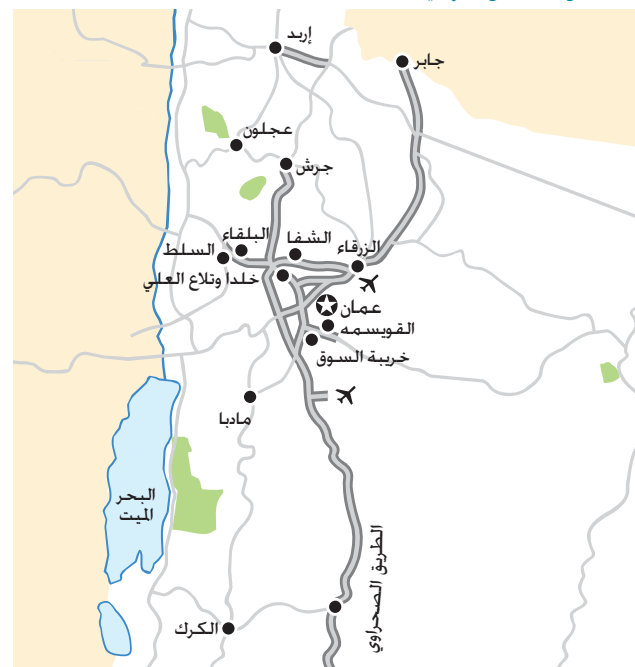 إربد
جابر
عجلون
جرش
البلقاء
الشفا
الزرقاء
السلط
خلدا وتلاع العلي
عمان
القويسمه
خريبة السوق
مادبا
البحر
الميت
الطريق الصحراوي
الكرك